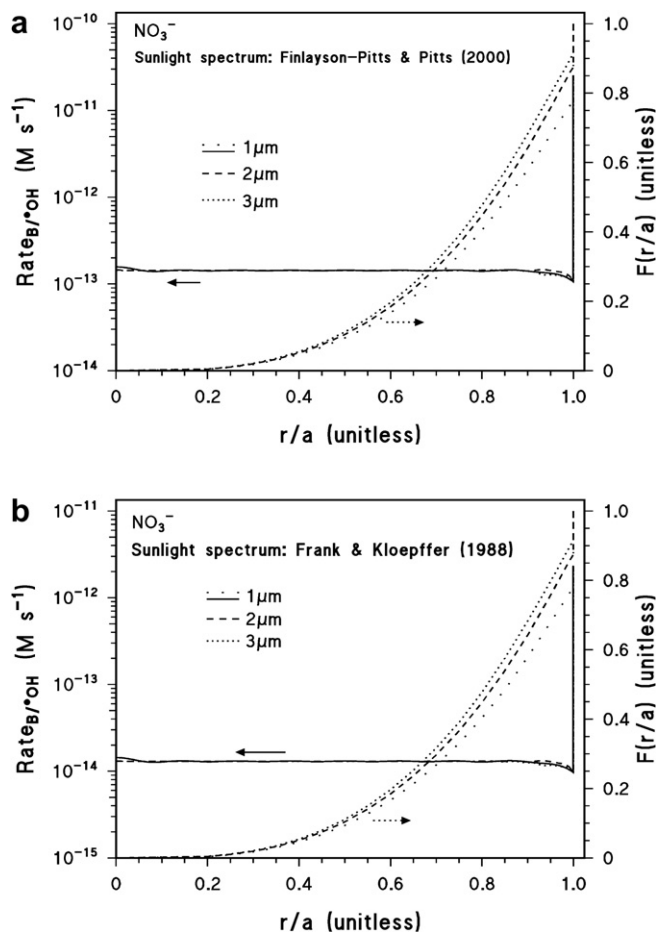 a
NO₃⁻
Sunlight spectrum: Finlayson–Pitts & Pitts (2000)
1µm
2µm
3µm
Rate_B/•OH (M s⁻¹)
10⁻¹⁰
10⁻¹¹
10⁻¹²
10⁻¹³
10⁻¹⁴
F(r/a) (unitless)
1.0
0.8
0.6
0.4
0.2
0
0 0.2 0.4 0.6 0.8 1.0
r/a (unitless)
b
NO₃⁻
Sunlight spectrum: Frank & Kloepffer (1988)
1µm
2µm
3µm
Rate_B/•OH (M s⁻¹)
10⁻¹¹
10⁻¹²
10⁻¹³
10⁻¹⁴
10⁻¹⁵
F(r/a) (unitless)
1.0
0.8
0.6
0.4
0.2
0
0 0.2 0.4 0.6 0.8 1.0
r/a (unitless)